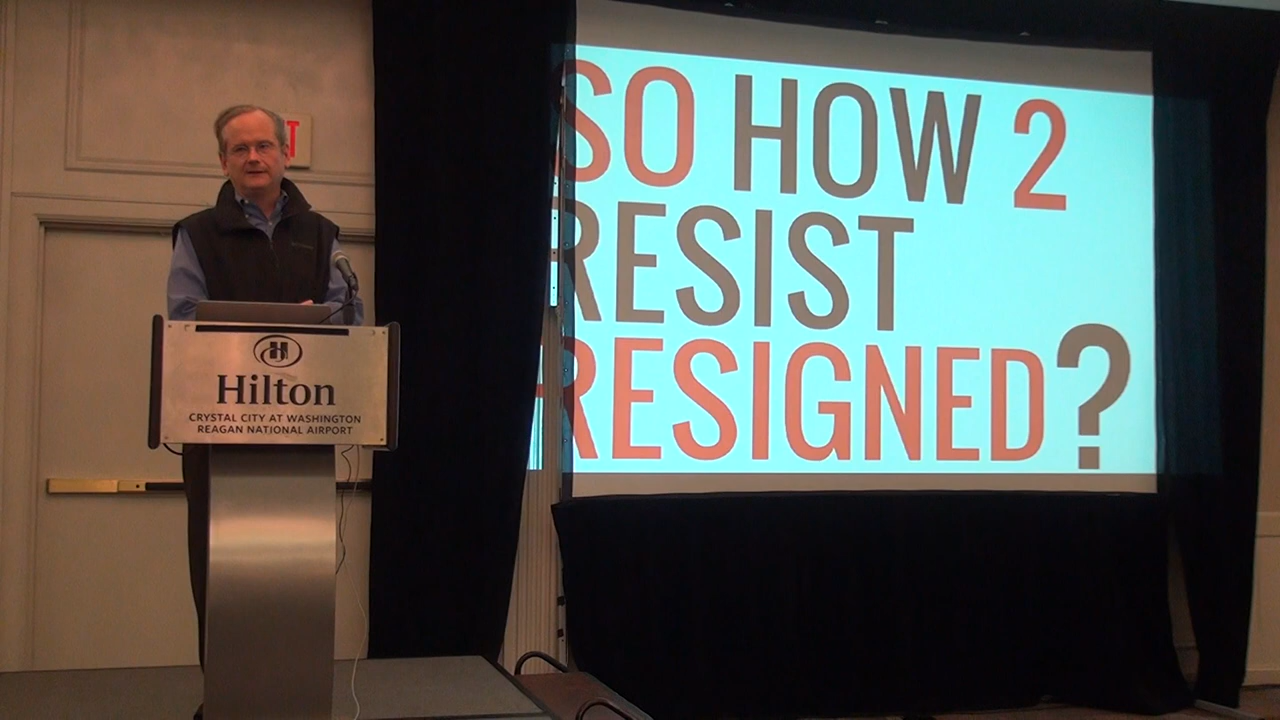 SO HOW 2
RESIST
RESIGNED?
Hilton
CRYSTAL CITY AT WASHINGTON
REAGAN NATIONAL AIRPORT